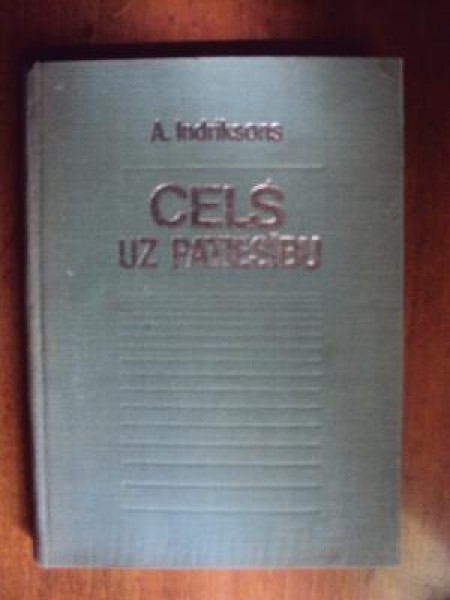 A. Indriksons
CEĻŠ
UZ PATIESĪBU